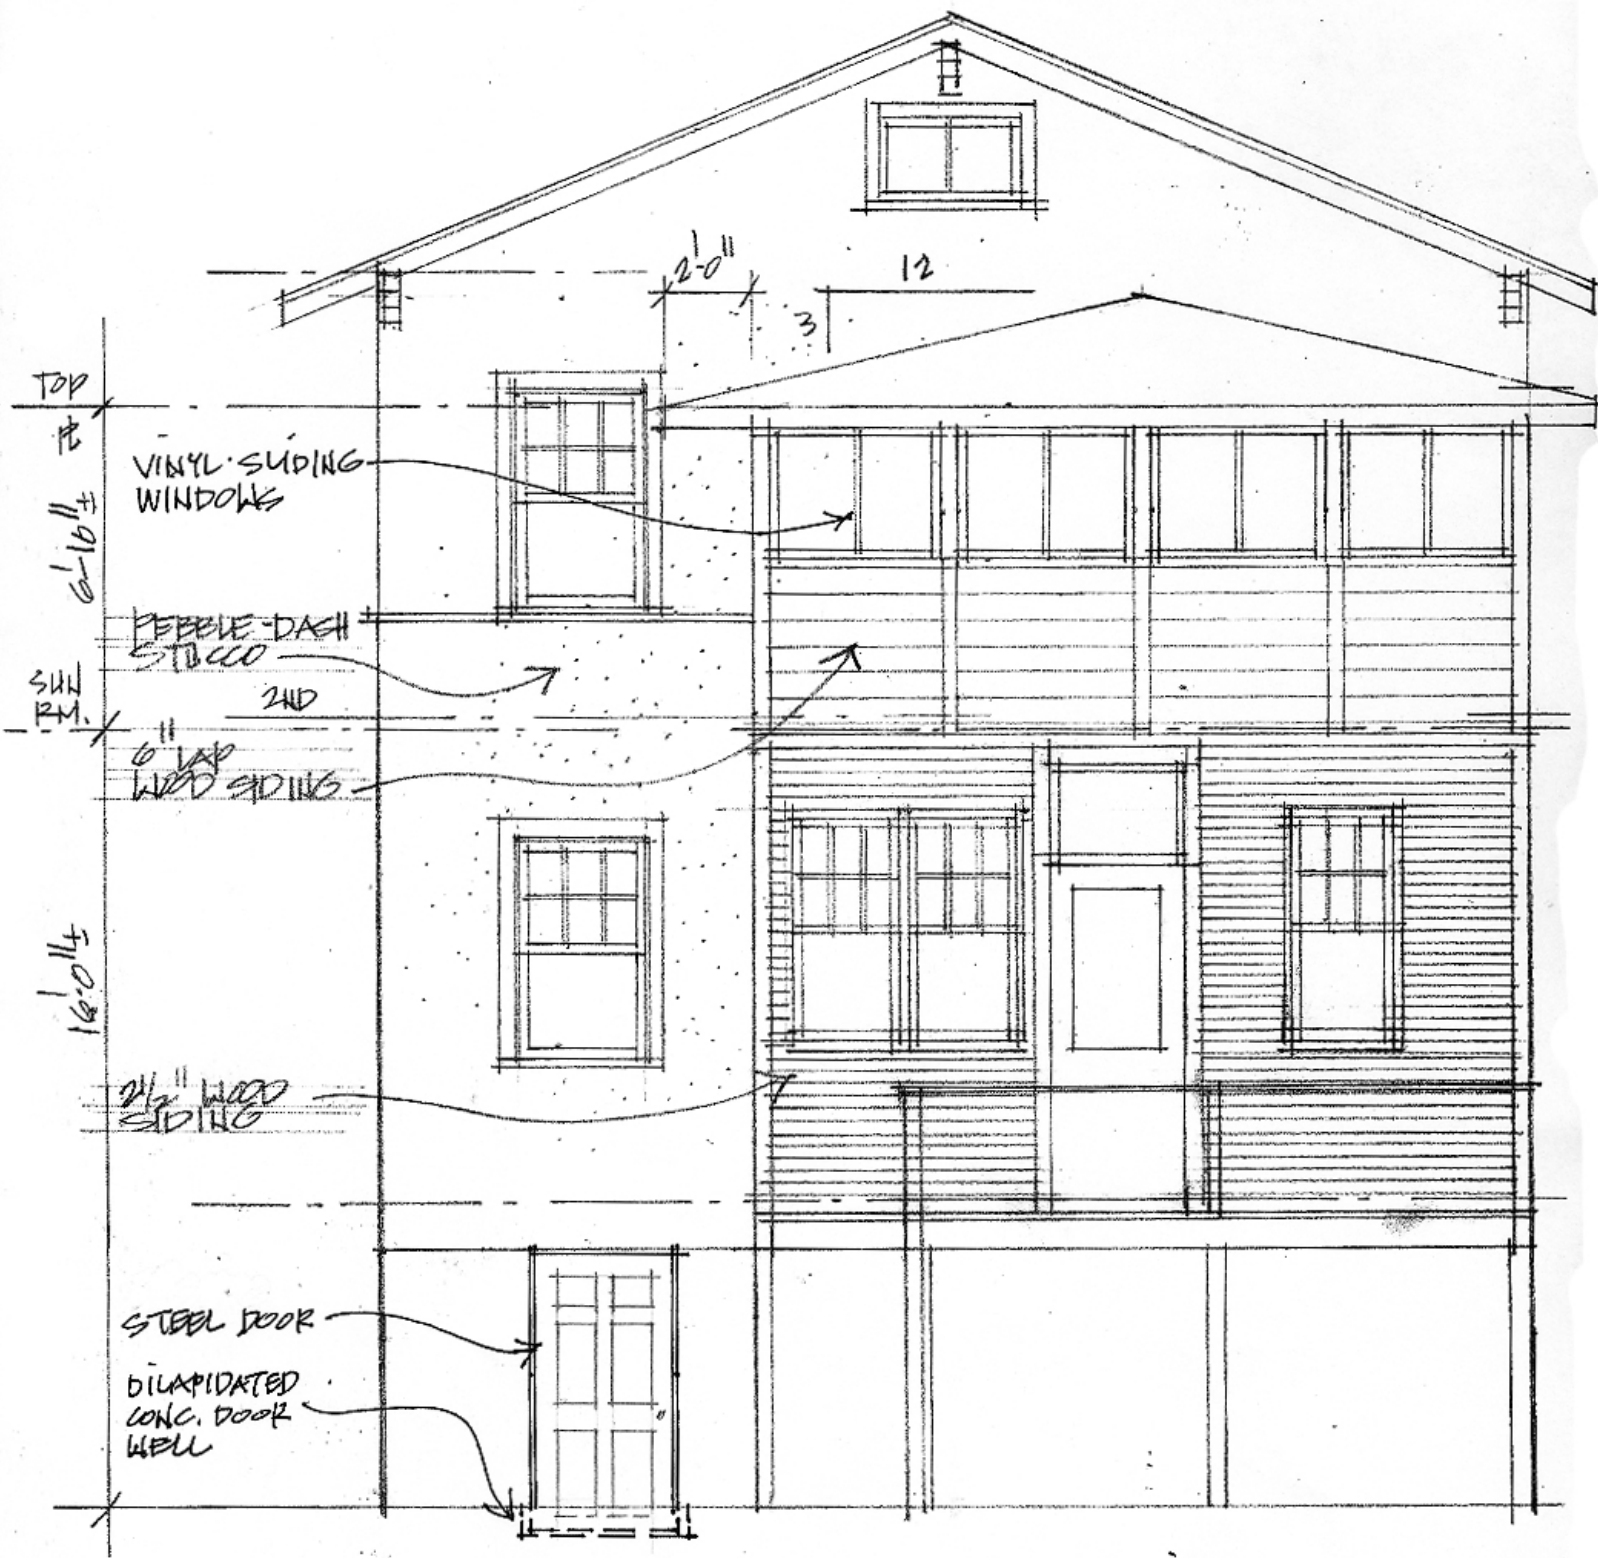 2'-0"
12
3
TOP
PL
VINYL·SLIDING
WINDOWS
6'-10"±
PEBBLE-DASH
STUCCO
SUN
RM.
2ND
6" LAP
WOOD SIDING
16'-0"±
2½" WOOD
SIDING
STEEL DOOR
DILAPIDATED
CONC. DOOR
WELL